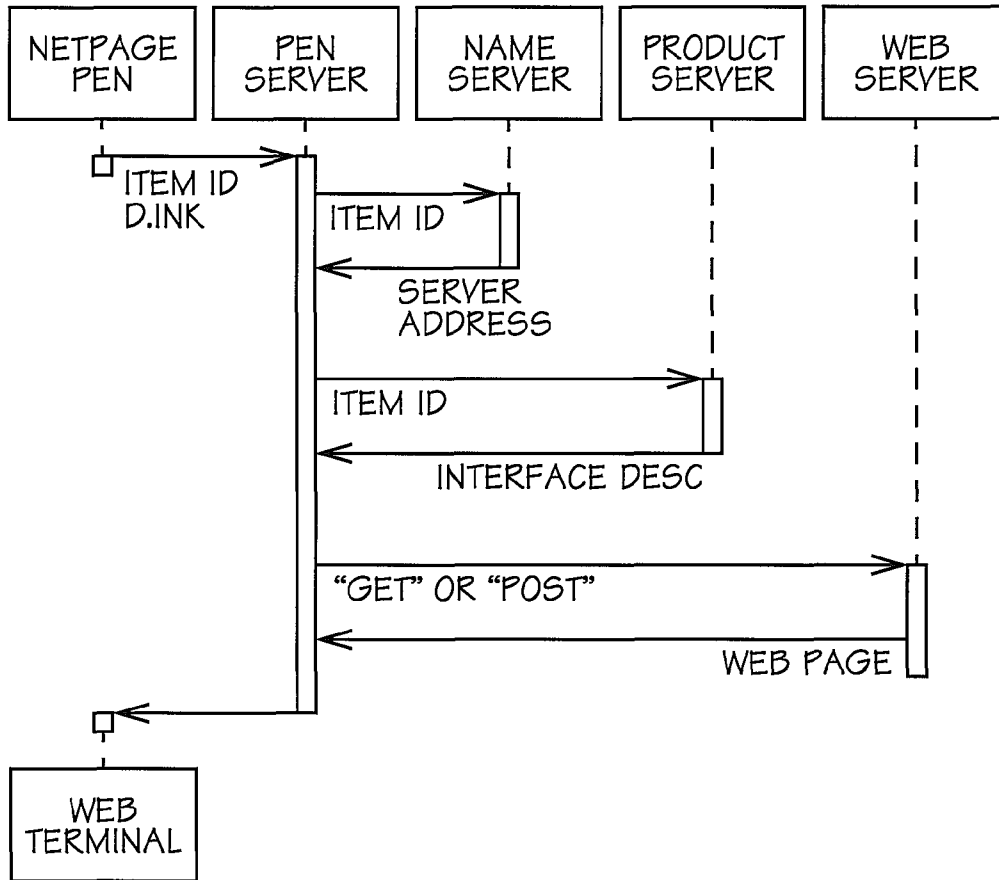 NETPAGE
PEN
PEN
SERVER
NAME
SERVER
PRODUCT
SERVER
WEB
SERVER
ITEM ID
D.INK
ITEM ID
SERVER
ADDRESS
ITEM ID
INTERFACE DESC
“GET” OR “POST”
WEB PAGE
WEB
TERMINAL